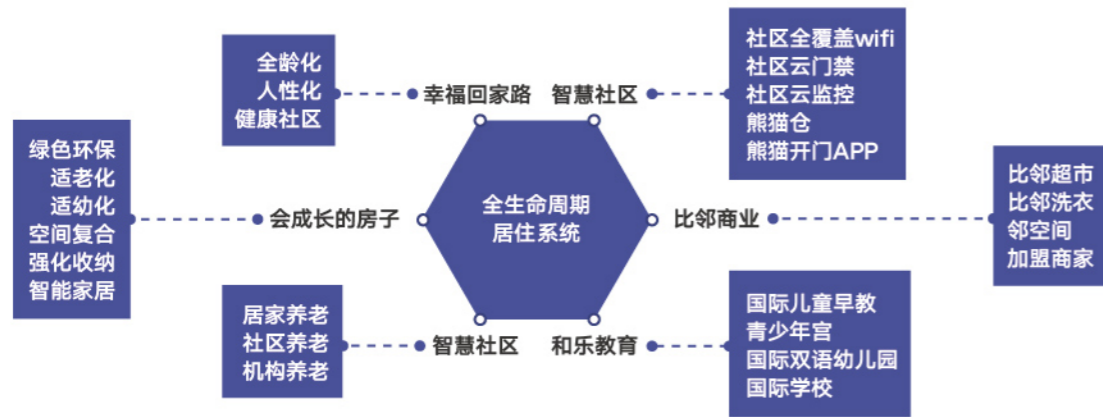 全龄化
人性化
健康社区
幸福回家路
智慧社区
社区全覆盖wifi
社区云门禁
社区云监控
熊猫仓
熊猫开门APP
绿色环保
适老化
适幼化
空间复合
强化收纳
智能家居
会成长的房子
全生命周期
居住系统
比邻商业
比邻超市
比邻洗衣
邻空间
加盟商家
居家养老
社区养老
机构养老
智慧社区
和乐教育
国际儿童早教
青少年宫
国际双语幼儿园
国际学校